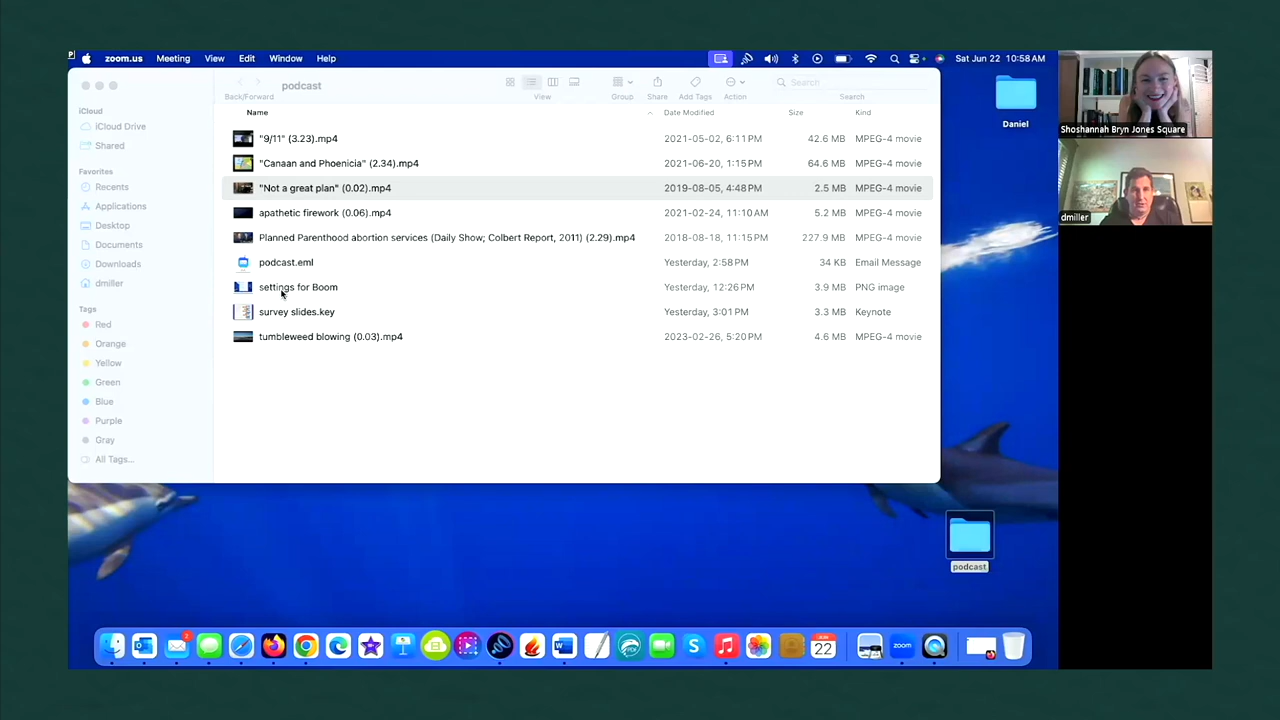 zoom.us Meeting View Edit Window Help Sat Jun 22 10:58 AM
podcast
Back/Forward View Group Share Add Tags Action Search
Search
Name Date Modified Size Kind
iCloud
iCloud Drive
Shared
Favorites
Recents
Applications
Desktop
Documents
Downloads
dmiller
Tags
Red
Orange
Yellow
Green
Blue
Purple
Gray
All Tags...
"9/11" (3.23).mp4 2021-05-02, 6:11 PM 42.6 MB MPEG-4 movie
"Canaan and Phoenicia" (2.34).mp4 2021-06-20, 1:15 PM 64.6 MB MPEG-4 movie
"Not a great plan" (0.02).mp4 2019-08-05, 4:48 PM 2.5 MB MPEG-4 movie
apathetic firework (0.06).mp4 2021-02-24, 11:10 AM 5.2 MB MPEG-4 movie
Planned Parenthood abortion services (Daily Show; Colbert Report, 2011) (2.29).mp4 2018-08-18, 11:15 PM 227.9 MB MPEG-4 movie
podcast.eml Yesterday, 2:58 PM 34 KB Email Message
settings for Boom Yesterday, 12:26 PM 3.9 MB PNG image
survey slides.key Yesterday, 3:01 PM 3.3 MB Keynote
tumbleweed blowing (0.03).mp4 2023-02-26, 5:20 PM 4.6 MB MPEG-4 movie
Daniel
podcast
Shoshannah Bryn Jones Square
dmiller
2
JUN
22
zoom